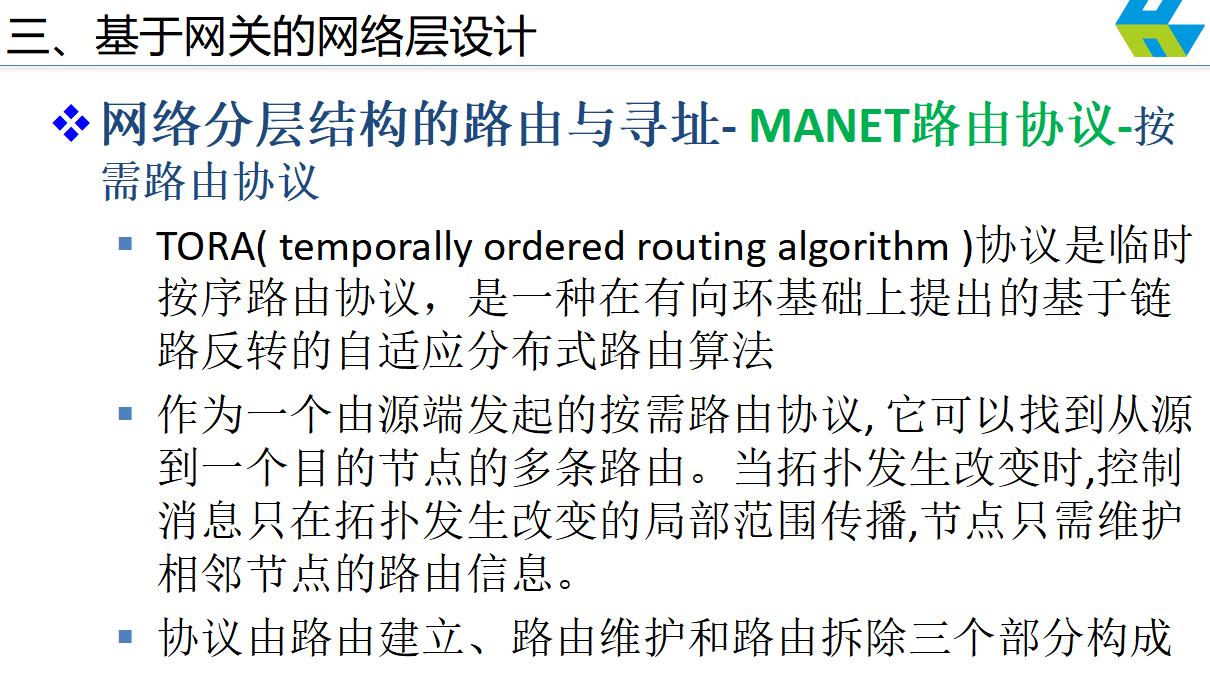 三、基于网关的网络层设计
网络分层结构的路由与寻址- MANET路由协议-按
需路由协议
TORA( temporally ordered routing algorithm )协议是临时
按序路由协议，是一种在有向环基础上提出的基于链
路反转的自适应分布式路由算法
作为一个由源端发起的按需路由协议, 它可以找到从源
到一个目的节点的多条路由。当拓扑发生改变时,控制
消息只在拓扑发生改变的局部范围传播,节点只需维护
相邻节点的路由信息。
协议由路由建立、路由维护和路由拆除三个部分构成